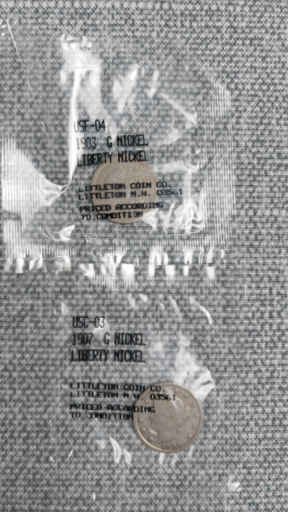 USF-04
1903 G NICKEL
LIBERTY NICKEL
LITTLETON COIN CO.
LITTLETON N.H. 03561
PRICED ACCORDING
TO CONDITION
USC-03
1907 G NICKEL
LIBERTY NICKEL
LITTLETON COIN CO.
LITTLETON N H. 03561
PRICED ACCORDING
TO CONDITION